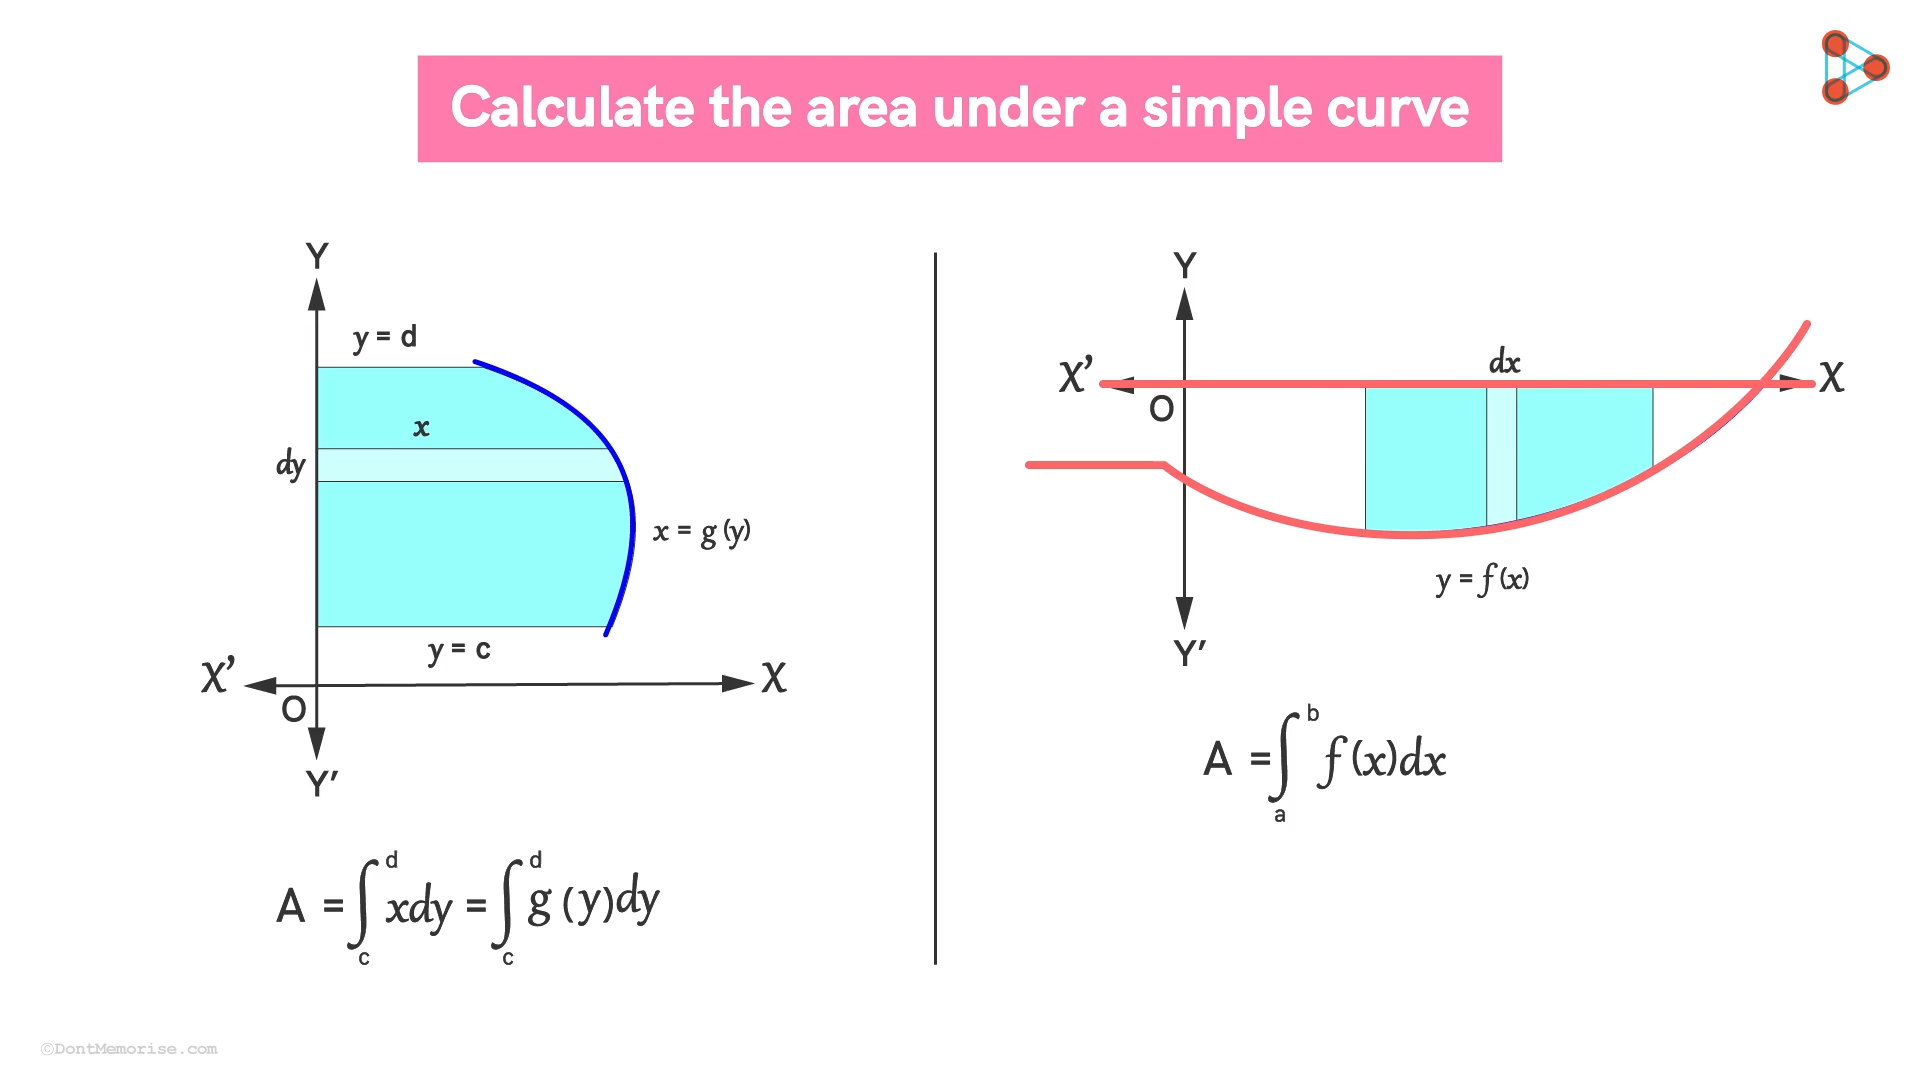 Calculate the area under a simple curve
Y
y = d
x
dy
x = g (y)
y = c
X’
X
O
Y’
A = ∫ d c xdy = ∫ d c g (y)dy
Y
dx
X’
X
O
y = f (x)
Y’
A = ∫ b a f (x)dx
©DontMemorise.com